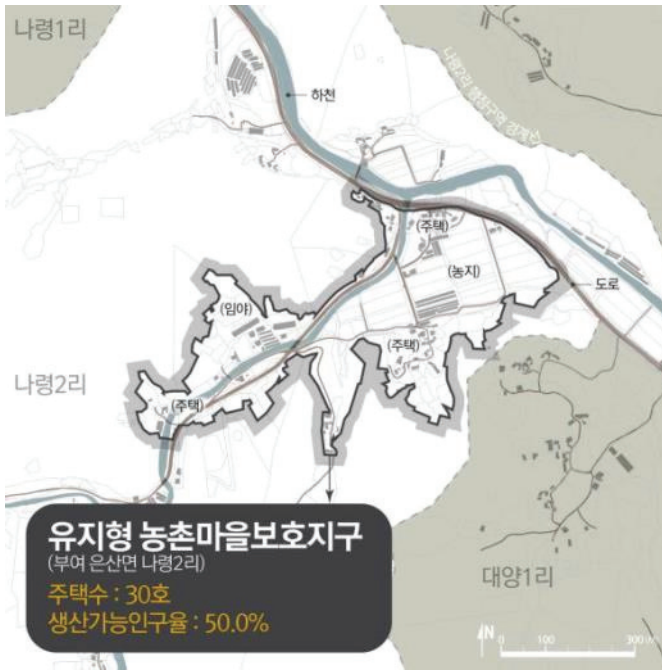 나령1리
하천
나령2리 행정구역 경계선
(주택)
(농지)
(임야)
도로
(주택)
나령2리
(주택)
유지형 농촌마을보호지구
(부여 은산면 나령2리)
주택수 : 30호
생산가능인구율 : 50.0%
대양1리
N 0 100 300